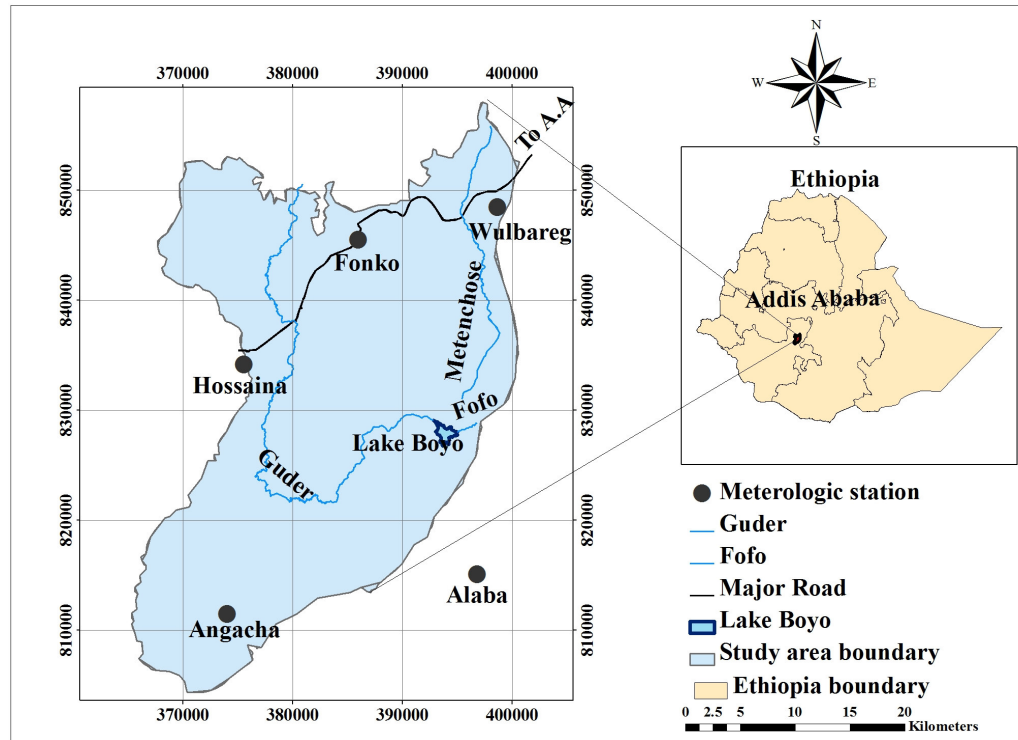 370000 380000 390000 400000
N
W E
S
To A.A
850000 850000
Wulbareg
Fonko
840000 840000
Metenchose
Hossaina
830000 830000
Fofo
Lake Boyo
Guder
820000 820000
Alaba
Angacha
810000 810000
370000 380000 390000 400000
Ethiopia
Addis Ababa
Meterologic station
Guder
Fofo
Major Road
Lake Boyo
Study area boundary
Ethiopia boundary
0 2.5 5 10 15 20
Kilometers